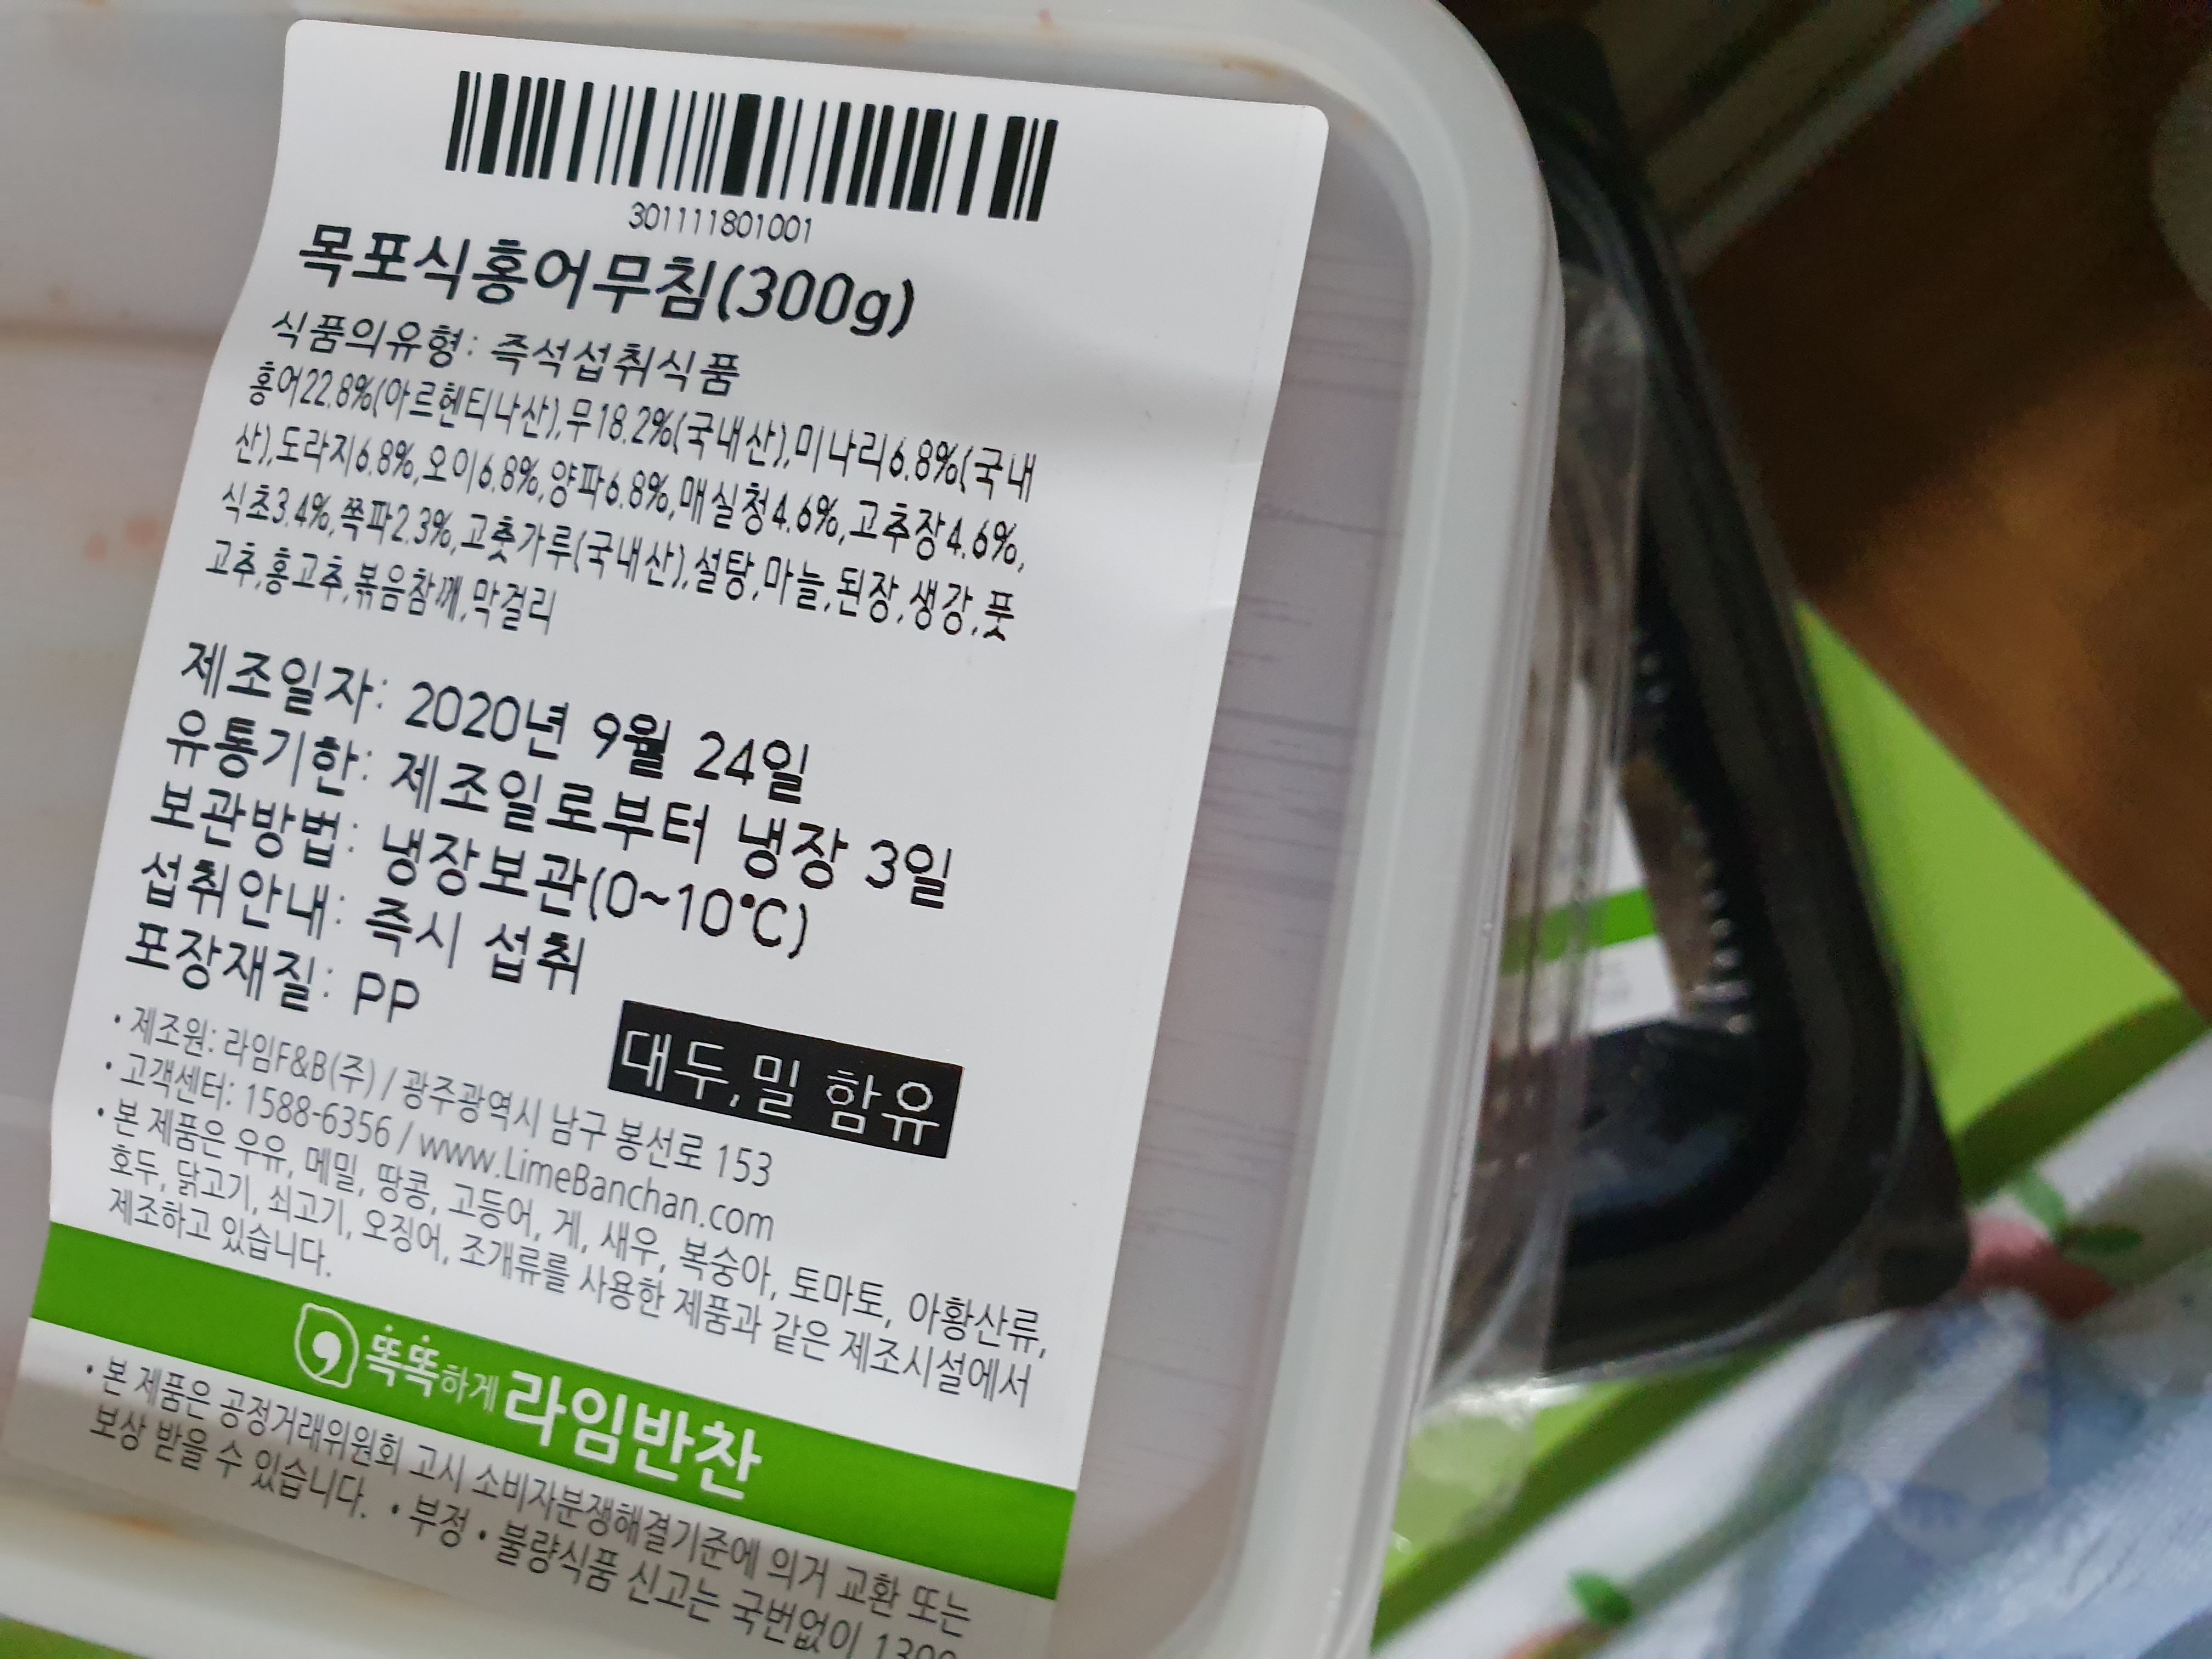 301111801001
목포식홍어무침(300g)
식품의유형: 즉석섭취식품
홍어22.8%(아르헨티나산),무18.2%(국내산),미나리6.8%(국내
산),도라지6.8%,오이6.8%,양파6.8%,매실청4.6%,고추장4.6%,
식초3.4%,쪽파2.3%,고춧가루(국내산),설탕,마늘,된장,생강,풋
고추,홍고추,볶음참깨,막걸리
제조일자: 2020년 9월 24일
유통기한: 제조일로부터 냉장 3일
보관방법: 냉장보관(0~10℃)
섭취안내: 즉시 섭취
포장재질: PP
대두,밀 함유
• 제조원: 라임F&B(주) / 광주광역시 남구 봉선로 153
• 고객센터: 1588-6356 / www.LimeBanchan.com
• 본 제품은 우유, 메밀, 땅콩, 고등어, 게, 새우, 복숭아, 토마토, 아황산류,
호두, 닭고기, 쇠고기, 오징어, 조개류를 사용한 제품과 같은 제조시설에서
제조하고 있습니다.
똑똑하게 라임반찬
• 본 제품은 공정거래위원회 고시 소비자분쟁해결기준에 의거 교환 또는
보상 받을 수 있습니다. • 부정 • 불량식품 신고는 국번없이